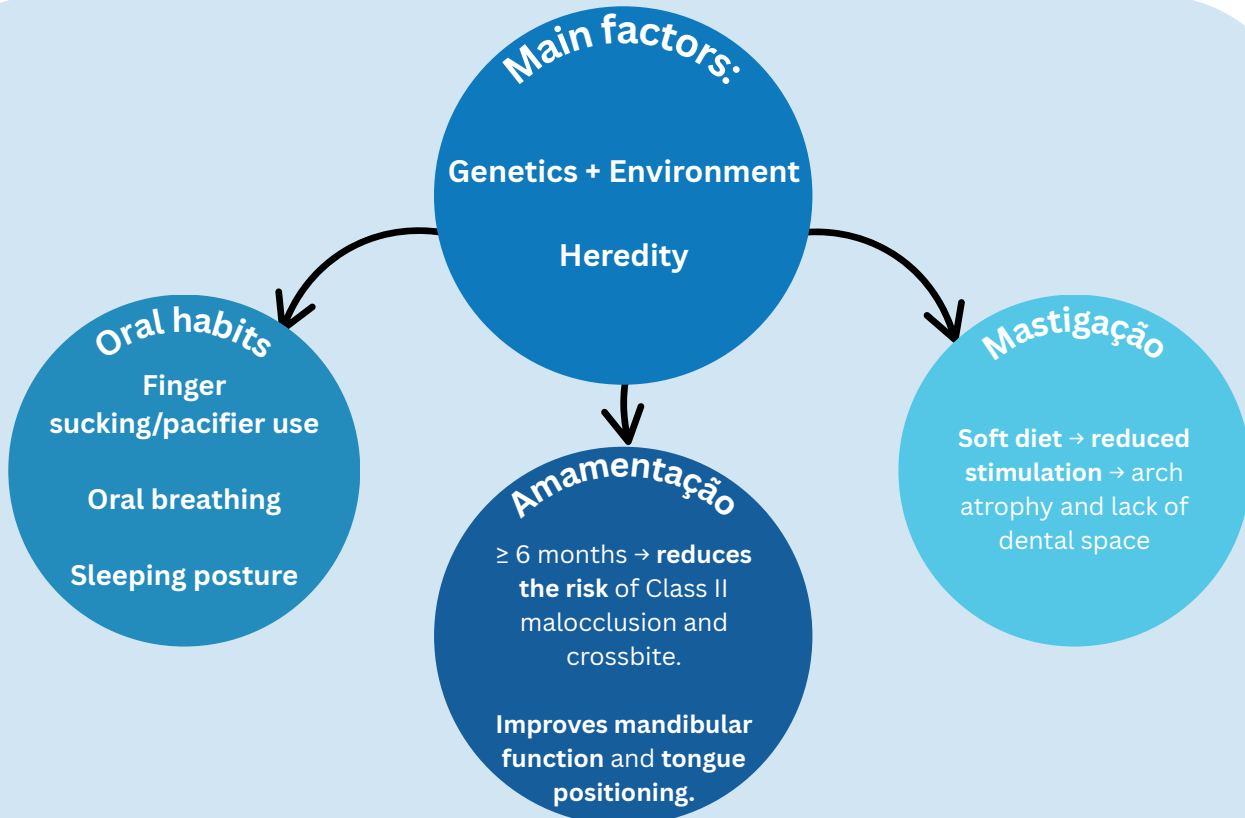 Main factors:
Genetics + Environment
Heredity
Oral habits
Finger
sucking/pacifier use
Oral breathing
Sleeping posture
Amamentação
≥ 6 months → reduces
the risk of Class II
malocclusion and
crossbite.
Improves mandibular
function and tongue
positioning.
Mastigação
Soft diet → reduced
stimulation → arch
atrophy and lack of
dental space